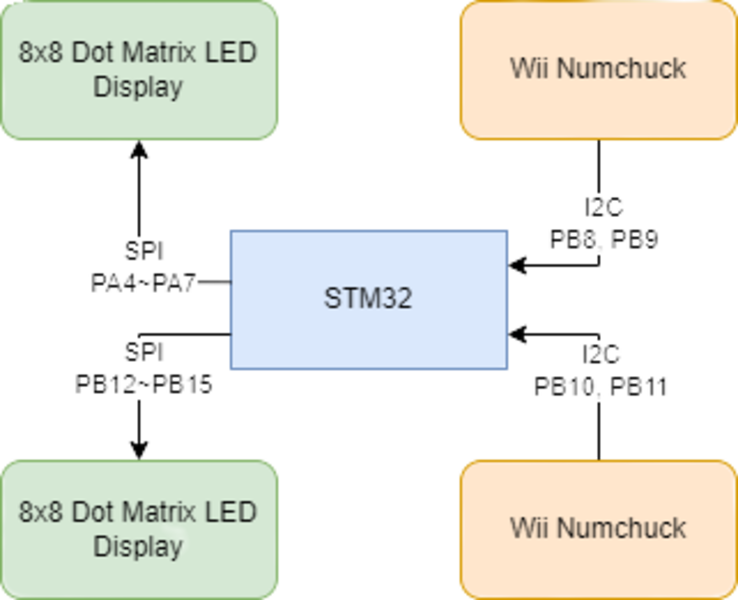 8x8 Dot Matrix LED
Display
Wii Numchuck
I2C
PB8, PB9
SPI
PA4~PA7
STM32
SPI
PB12~PB15
I2C
PB10, PB11
8x8 Dot Matrix LED
Display
Wii Numchuck